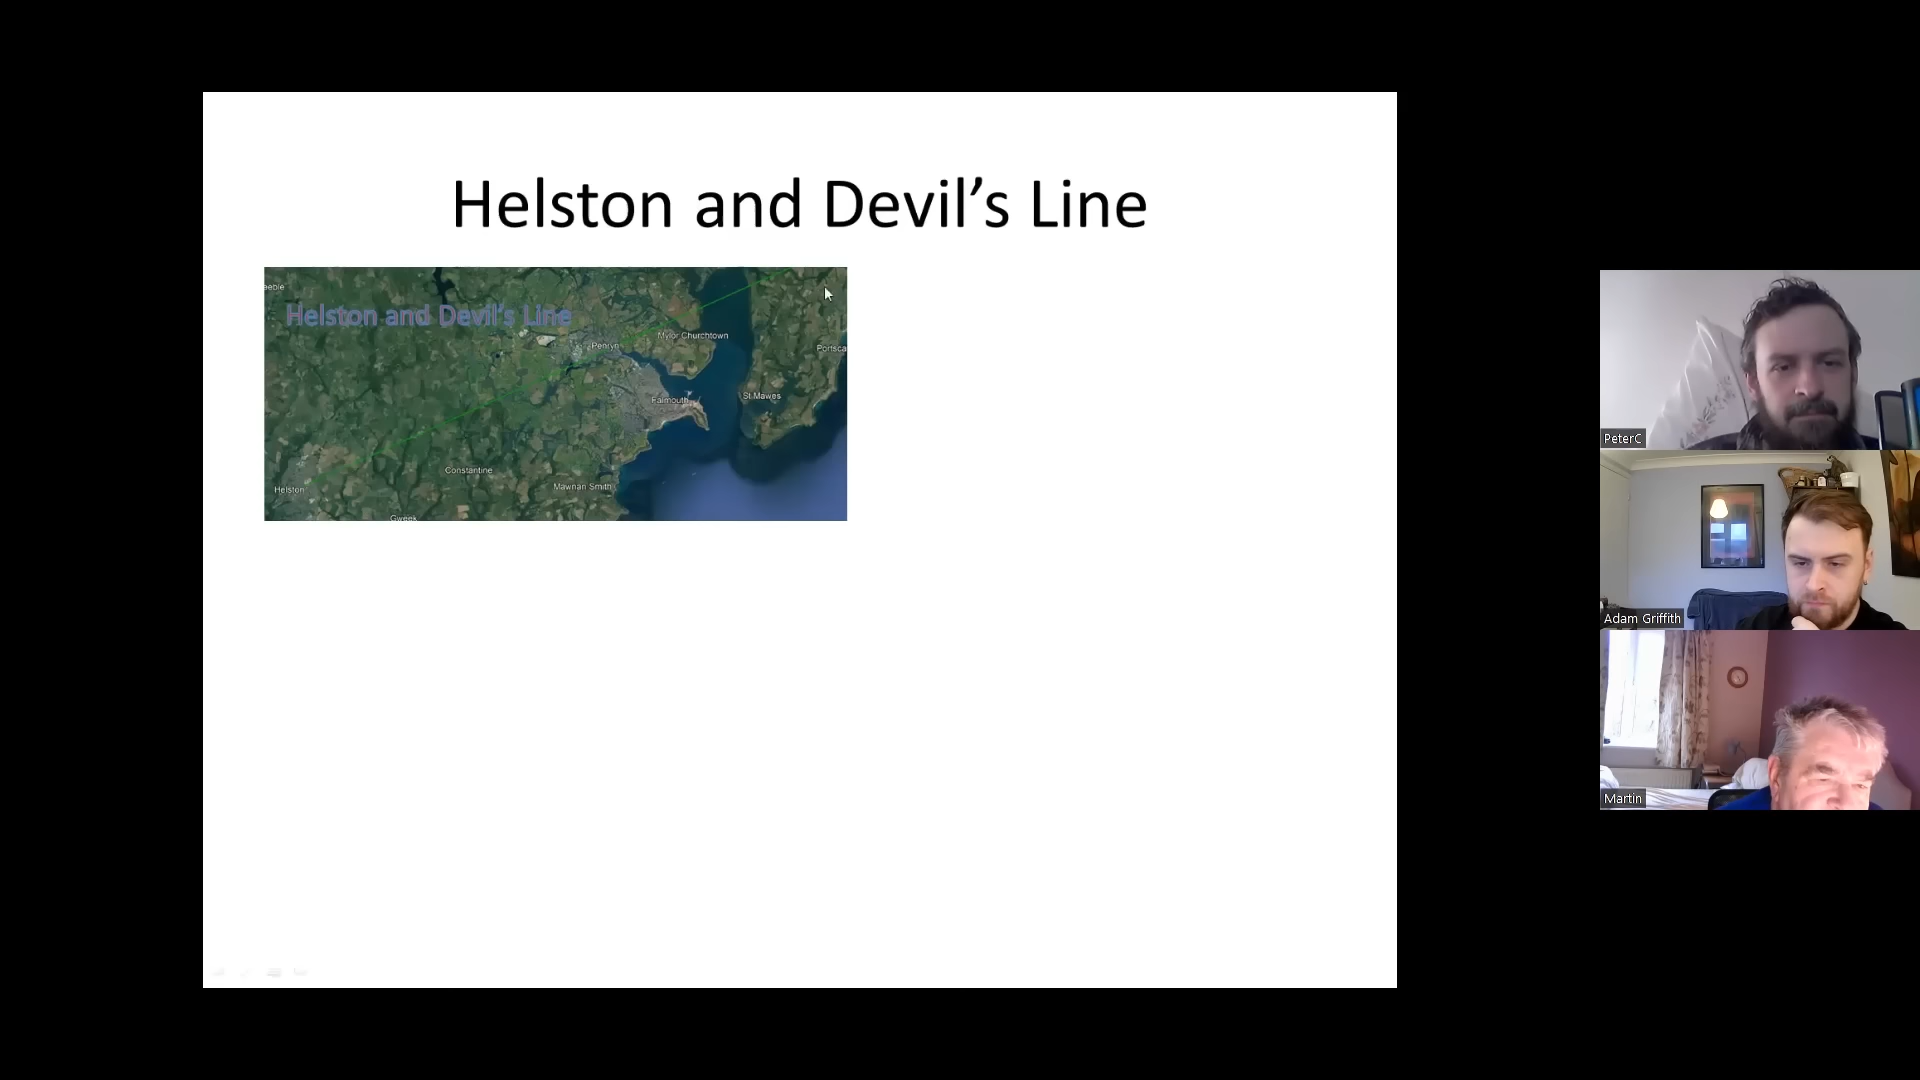 Helston and Devil’s Line
eeble
Helston and Devil’s Line
Penryn
Mylor Churchtown
Portsca
Falmouth
St Mawes
Constantine
Helston
Mawnan Smith
Gweek
PeterC
Adam Griffith
Martin